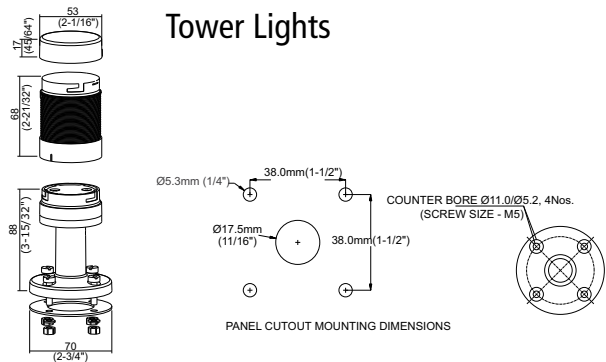 Tower Lights
53
(2-1/16")
17
(45/64")
68
(2-21/32")
88
(3-15/32")
70
(2-3/4")
Ø5.3mm (1/4")
38.0mm(1-1/2")
Ø17.5mm
(11/16")
38.0mm(1-1/2")
PANEL CUTOUT MOUNTING DIMENSIONS
COUNTER BORE Ø11.0/Ø5.2, 4Nos.
(SCREW SIZE - M5)